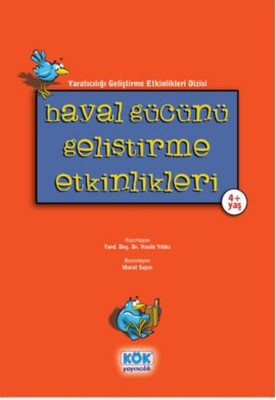 Yaratıcılığı Geliştirme Etkinlikleri Dizisi
hayal gücünü
geliştirme
etkinlikleri
4+
yaş
Hazırlayan
Yard. Doç. Dr. Vesile Yıldız
Resimleyen
Murat Sayın
KÖK
yayıncılık